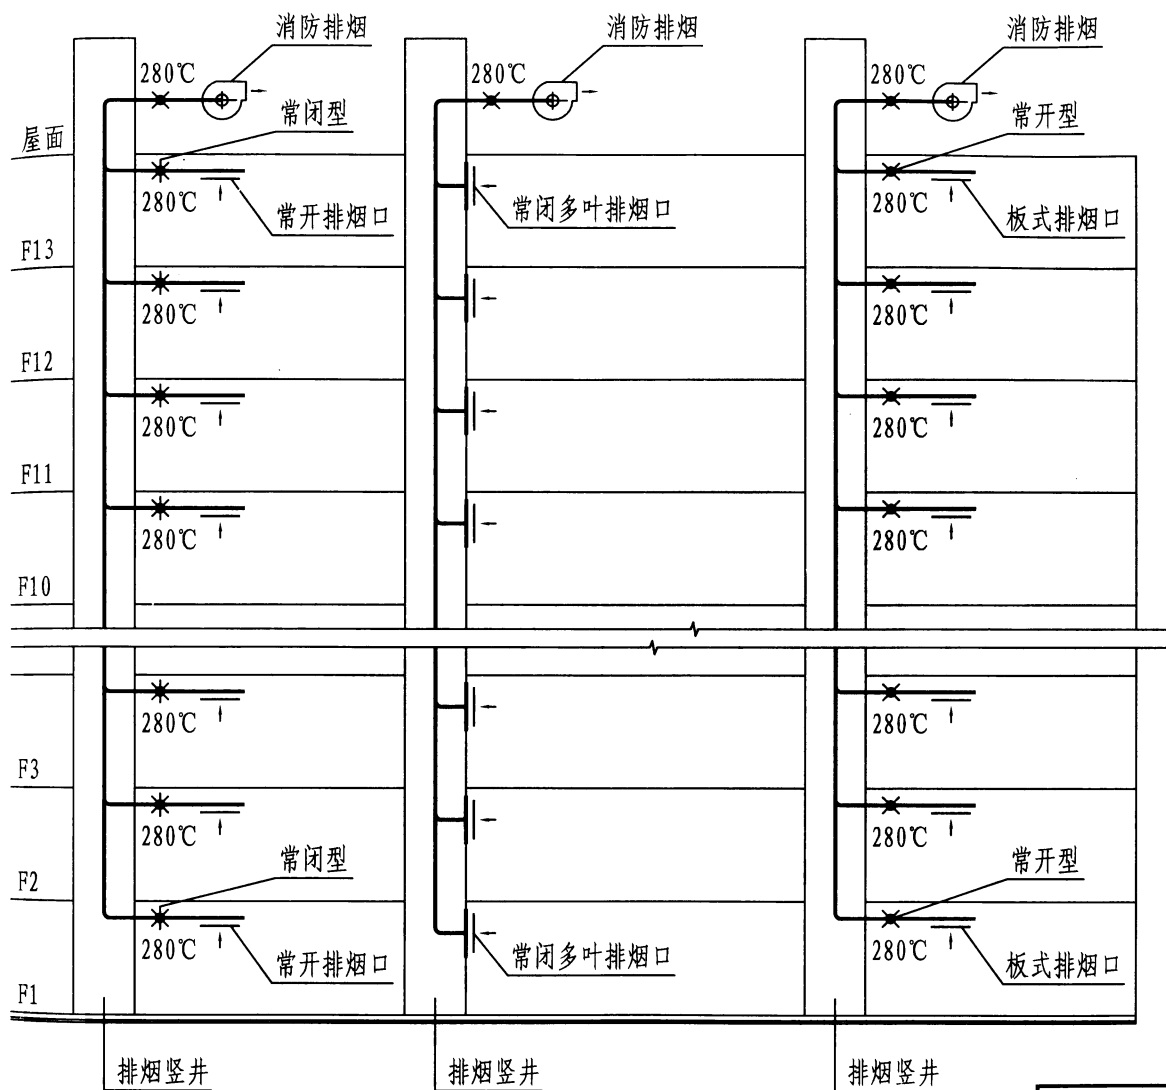 消防排烟 消防排烟 消防排烟
280℃ 280℃ 280℃
常闭型 常开型
屋面
280℃ 280℃
常开排烟口 常闭多叶排烟口 板式排烟口
F13
280℃ 280℃
F12
280℃ 280℃
F11
280℃ 280℃
F10
280℃ 280℃
F3
280℃ 280℃
常闭型 常开型
F2
280℃ 280℃
常开排烟口 常闭多叶排烟口 板式排烟口
F1
排烟竖井 排烟竖井 排烟竖井